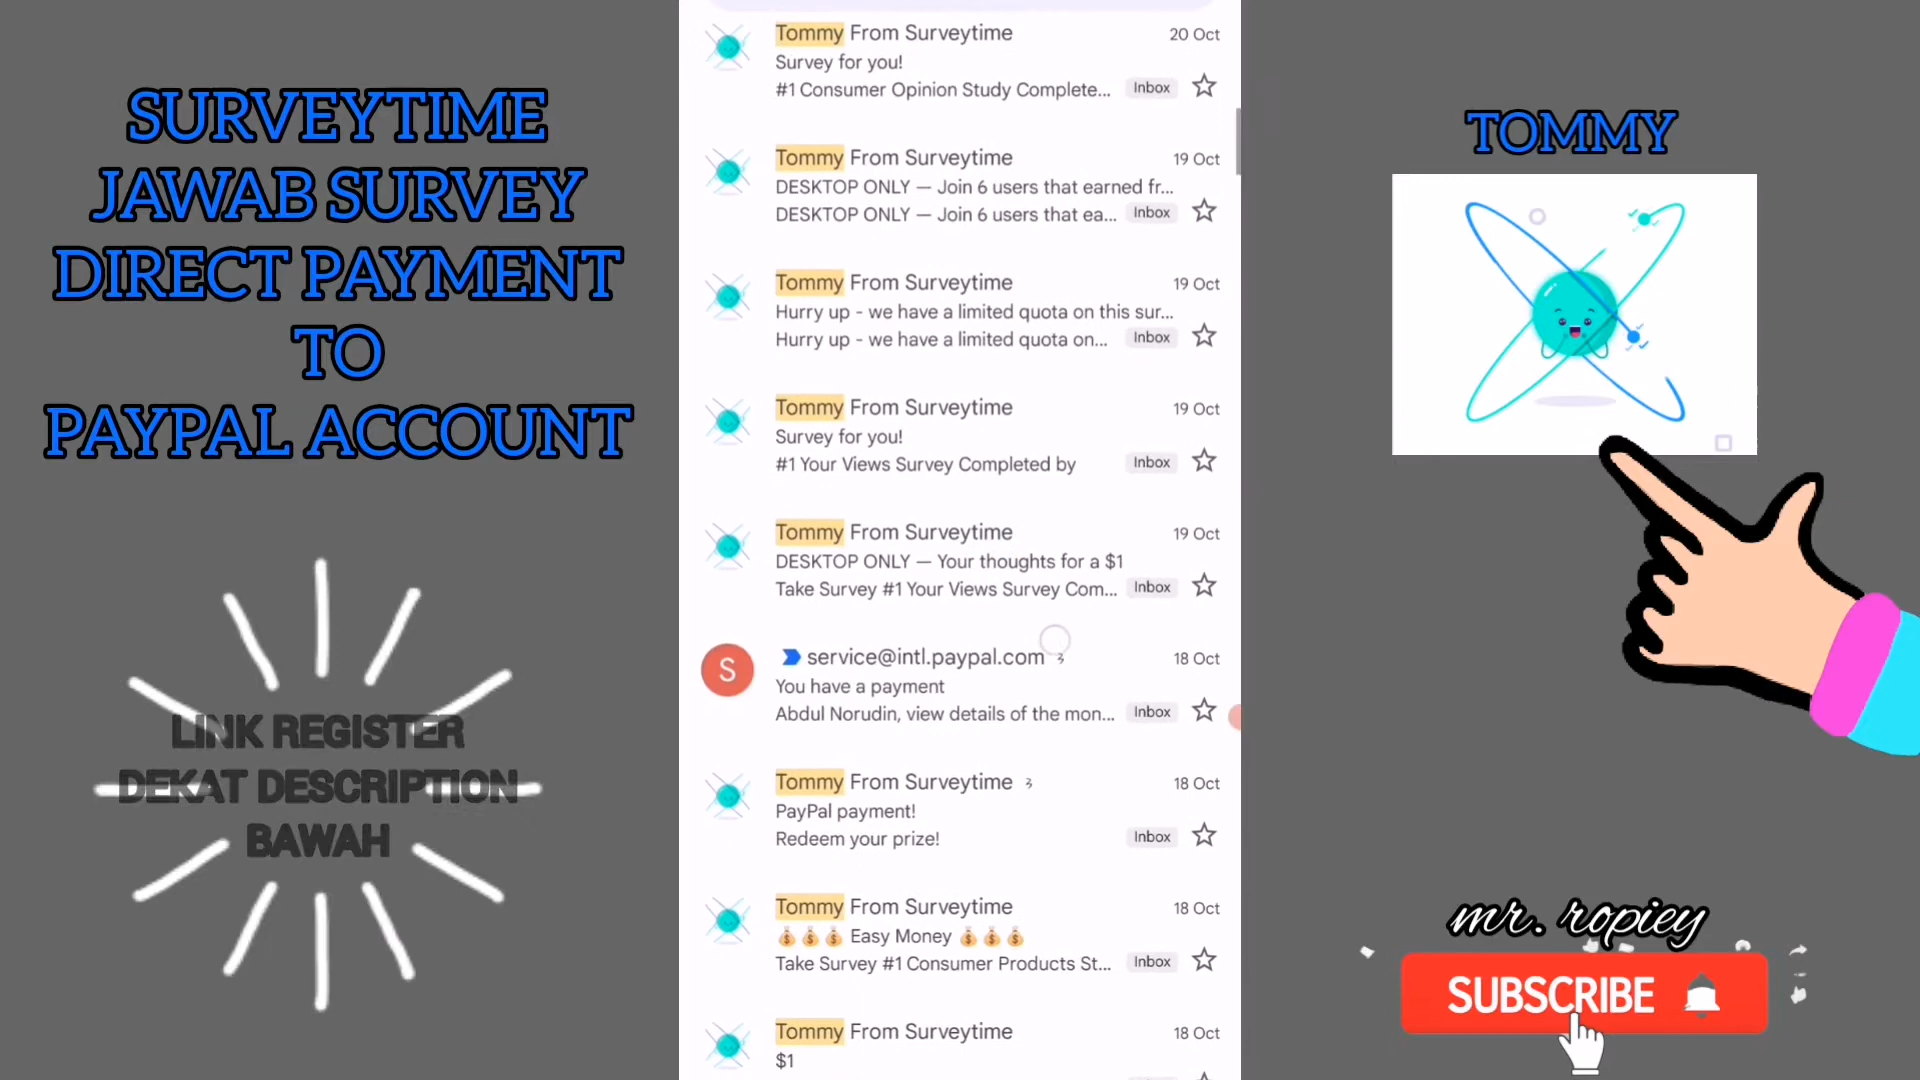 SURVEYTIME
JAWAB SURVEY
DIRECT PAYMENT
TO
PAYPAL ACCOUNT
LINK REGISTER
DEKAT DESCRIPTION
BAWAH
Tommy From Surveytime 20 Oct
Survey for you!
#1 Consumer Opinion Study Complete... Inbox
Tommy From Surveytime 19 Oct
DESKTOP ONLY — Join 6 users that earned fr...
DESKTOP ONLY — Join 6 users that ea... Inbox
Tommy From Surveytime 19 Oct
Hurry up - we have a limited quota on this sur...
Hurry up - we have a limited quota on... Inbox
Tommy From Surveytime 19 Oct
Survey for you!
#1 Your Views Survey Completed by Inbox
Tommy From Surveytime 19 Oct
DESKTOP ONLY — Your thoughts for a $1
Take Survey #1 Your Views Survey Com... Inbox
S
service@intl.paypal.com 18 Oct
You have a payment
Abdul Norudin, view details of the mon... Inbox
Tommy From Surveytime 18 Oct
PayPal payment!
Redeem your prize! Inbox
Tommy From Surveytime 18 Oct
💰💰💰 Easy Money 💰💰💰
Take Survey #1 Consumer Products St... Inbox
Tommy From Surveytime 18 Oct
$1
TOMMY
mr. ropiey
SUBSCRIBE